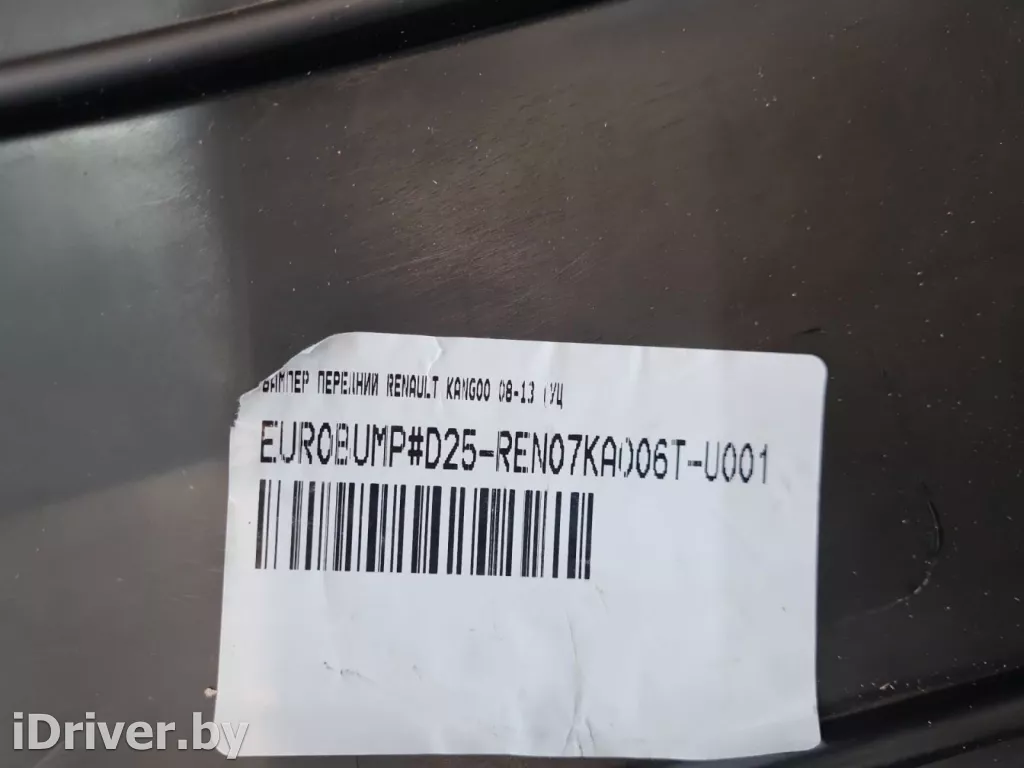 БАМПЕР ПЕРЕДНИЙ RENAULT KANGOO 08-13 (УЦ
EUROBUMP#D25-REN07KA006T-U001
iDriver.by